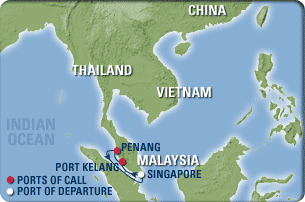 CHINA
THAILAND
VIETNAM
INDIAN
OCEAN
PENANG
PORT KELANG
MALAYSIA
SINGAPORE
PORTS OF CALL
PORT OF DEPARTURE